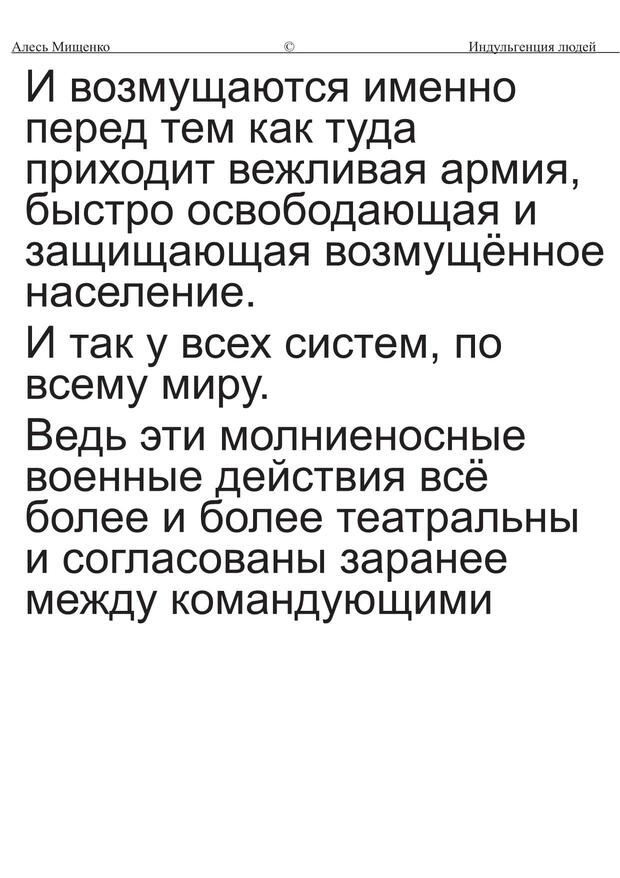 Алесь Мищенко © Индульгенция людей
И возмущаются именно
перед тем как туда
приходит вежливая армия,
быстро освободающая и
защищающая возмущённое
население.
И так у всех систем, по
всему миру.
Ведь эти молниеносные
военные действия всё
более и более театральны
и согласованы заранее
между командующими